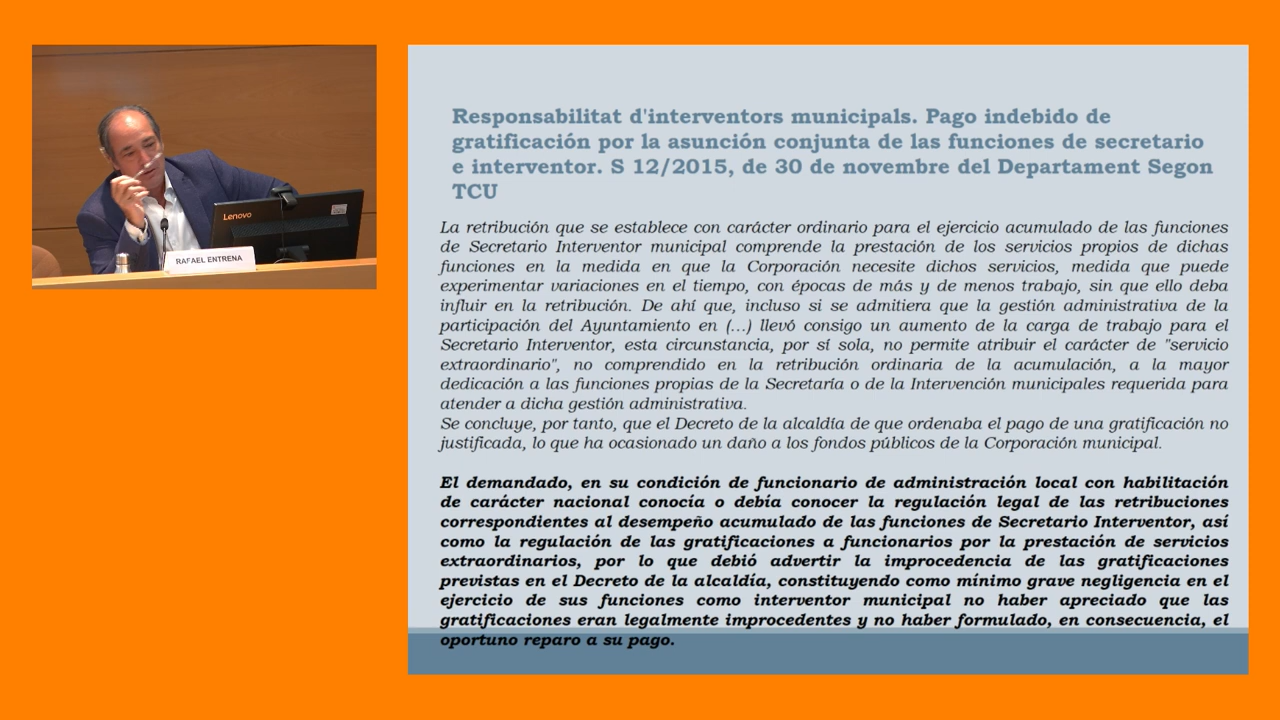 Lenovo
RAFAEL ENTRENA
Responsabilitat d'interventors municipals. Pago indebido de
gratificación por la asunción conjunta de las funciones de secretario
e interventor. S 12/2015, de 30 de novembre del Departament Segon
TCU
La retribución que se establece con carácter ordinario para el ejercicio acumulado de las funciones
de Secretario Interventor municipal comprende la prestación de los servicios propios de dichas
funciones en la medida en que la Corporación necesite dichos servicios, medida que puede
experimentar variaciones en el tiempo, con épocas de más y de menos trabajo, sin que ello deba
influir en la retribución. De ahí que, incluso si se admitiera que la gestión administrativa de la
participación del Ayuntamiento en (...) llevó consigo un aumento de la carga de trabajo para el
Secretario Interventor, esta circunstancia, por sí sola, no permite atribuir el carácter de "servicio
extraordinario", no comprendido en la retribución ordinaria de la acumulación, a la mayor
dedicación a las funciones propias de la Secretaría o de la Intervención municipales requerida para
atender a dicha gestión administrativa.
Se concluye, por tanto, que el Decreto de la alcaldía de que ordenaba el pago de una gratificación no
justificada, lo que ha ocasionado un daño a los fondos públicos de la Corporación municipal.
El demandado, en su condición de funcionario de administración local con habilitación
de carácter nacional conocía o debía conocer la regulación legal de las retribuciones
correspondientes al desempeño acumulado de las funciones de Secretario Interventor, así
como la regulación de las gratificaciones a funcionarios por la prestación de servicios
extraordinarios, por lo que debió advertir la improcedencia de las gratificaciones
previstas en el Decreto de la alcaldía, constituyendo como mínimo grave negligencia en el
ejercicio de sus funciones como interventor municipal no haber apreciado que las
gratificaciones eran legalmente improcedentes y no haber formulado, en consecuencia, el
oportuno reparo a su pago.